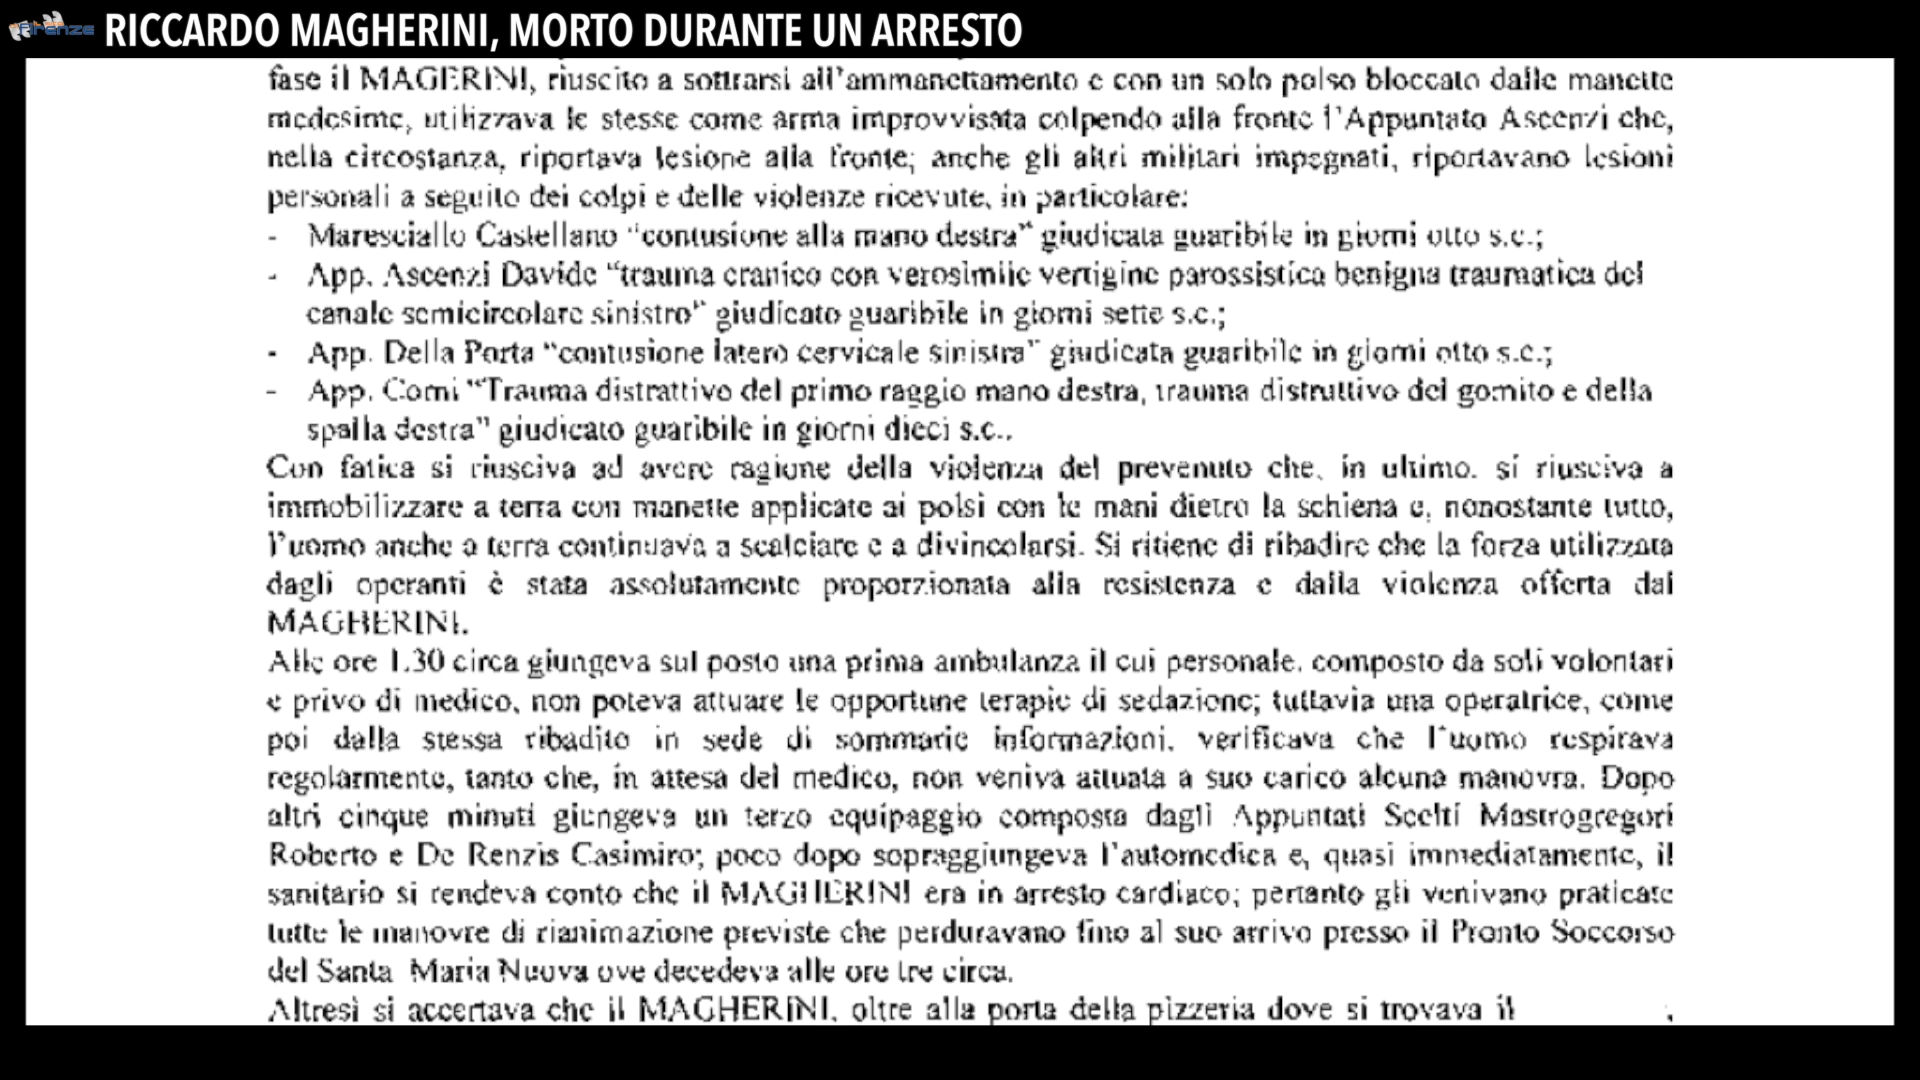 Firenze
RICCARDO MAGHERINI, MORTO DURANTE UN ARRESTO
fase il MAGERINI, riuscito a sottrarsi all'ammanettamento e con un solo polso bloccato dalle manette
medesime, utilizzava le stesse come arma improvvisata colpendo alla fronte l'Appuntato Ascenzi che,
nella circostanza, riportava lesione alla fronte; anche gli altri militari impegnati, riportavano lesioni
personali a seguito dei colpi e delle violenze ricevute, in particolare:
- Maresciallo Castellano "contusione alla mano destra" giudicata guaribile in giorni otto s.c.;
- App. Ascenzi Davide "trauma cranico con verosimile vertigine parossistica benigna traumatica del
canale semicircolare sinistro" giudicato guaribile in giorni sette s.c.;
- App. Della Porta "contusione latero cervicale sinistra" giudicata guaribile in giorni otto s.c.;
- App. Corni "Trauma distrattivo del primo raggio mano destra, trauma distruttivo del gomito e della
spalla destra" giudicato guaribile in giorni dieci s.c..
Con fatica si riusciva ad avere ragione della violenza del prevenuto che, in ultimo, si riusciva a
immobilizzare a terra con manette applicate ai polsi con le mani dietro la schiena e, nonostante tutto,
l'uomo anche a terra continuava a scalciare e a divincolarsi. Si ritiene di ribadire che la forza utilizzata
dagli operanti è stata assolutamente proporzionata alla resistenza e dalla violenza offerta dal
MAGHERINI.
Alle ore 1.30 circa giungeva sul posto una prima ambulanza il cui personale, composto da soli volontari
e privo di medico, non poteva attuare le opportune terapie di sedazione; tuttavia una operatrice, come
poi dalla stessa ribadito in sede di sommarie informazioni, verificava che l'uomo respirava
regolarmente, tanto che, in attesa del medico, non veniva attuata a suo carico alcuna manovra. Dopo
altri cinque minuti giungeva un terzo equipaggio composta dagli Appuntati Scelti Mastrogregori
Roberto e De Renzis Casimiro; poco dopo sopraggiungeva l'automedica e, quasi immediatamente, il
sanitario si rendeva conto che il MAGHERINI era in arresto cardiaco; pertanto gli venivano praticate
tutte le manovre di rianimazione previste che perduravano fino al suo arrivo presso il Pronto Soccorso
del Santa Maria Nuova ove decedeva alle ore tre circa.
Altresì si accertava che il MAGHERINI, oltre alla porta della pizzeria dove si trovava il